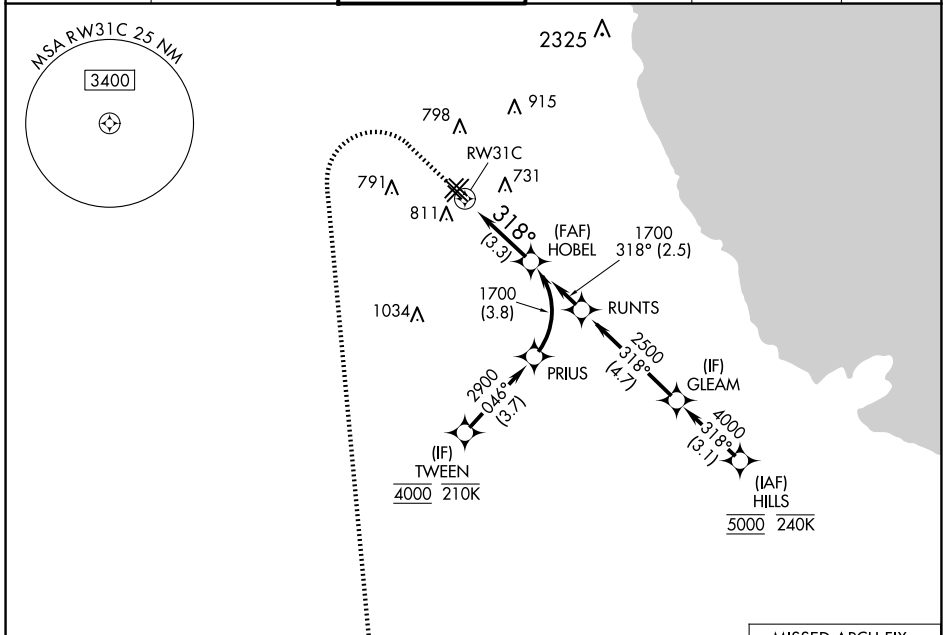 MSA RW31C 25 NM
3400
2325
915
798
RW31C
791
731
811
318°
(3.3)
(FAF)
HOBEL
1700
318° (2.5)
1700
(3.8)
RUNTS
1034
2500
318°
(4.7)
PRIUS
(IF)
GLEAM
2900
046°
(3.7)
4000
318°
(3.1)
(IF)
TWEEN
4000 210K
(IAF)
HILLS
5000 240K